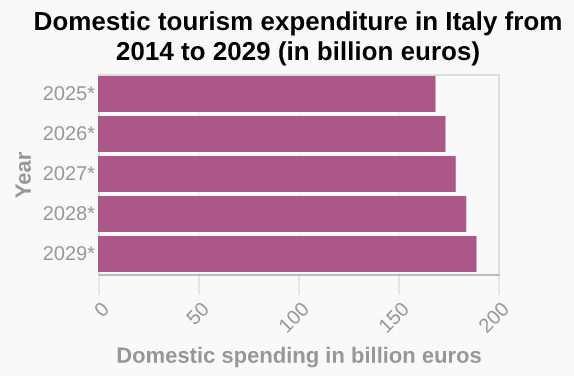 Domestic tourism expenditure in Italy from
2014 to 2029 (in billion euros)
Year
2025*
2026*
2027*
2028*
2029*
0
50
100
150
200
Domestic spending in billion euros